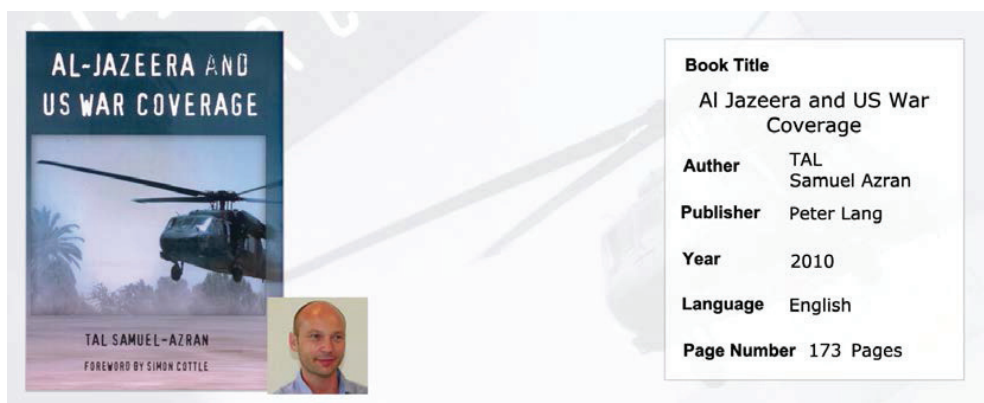 AL-JAZEERA AND
US WAR COVERAGE
TAL SAMUEL-AZRAN
FOREWORD BY SIMON COTTLE
Book Title
Al Jazeera and US War
Coverage
Auther TAL
Samuel Azran
Publisher Peter Lang
Year 2010
Language English
Page Number 173 Pages